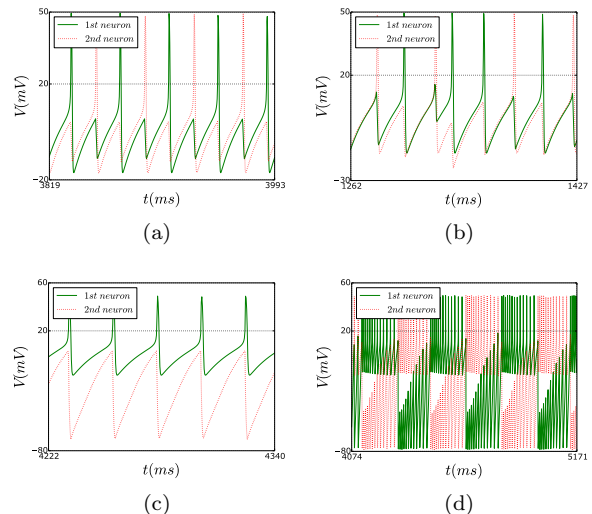 50
1st neuron
2nd neuron
20
V(mV)
−20
3819
3993
t(ms)
(a)
50
1st neuron
2nd neuron
20
V(mV)
−30
1262
1427
t(ms)
(b)
60
1st neuron
2nd neuron
20
V(mV)
−80
4222
4340
t(ms)
(c)
60
1st neuron
2nd neuron
20
V(mV)
−80
4074
5171
t(ms)
(d)